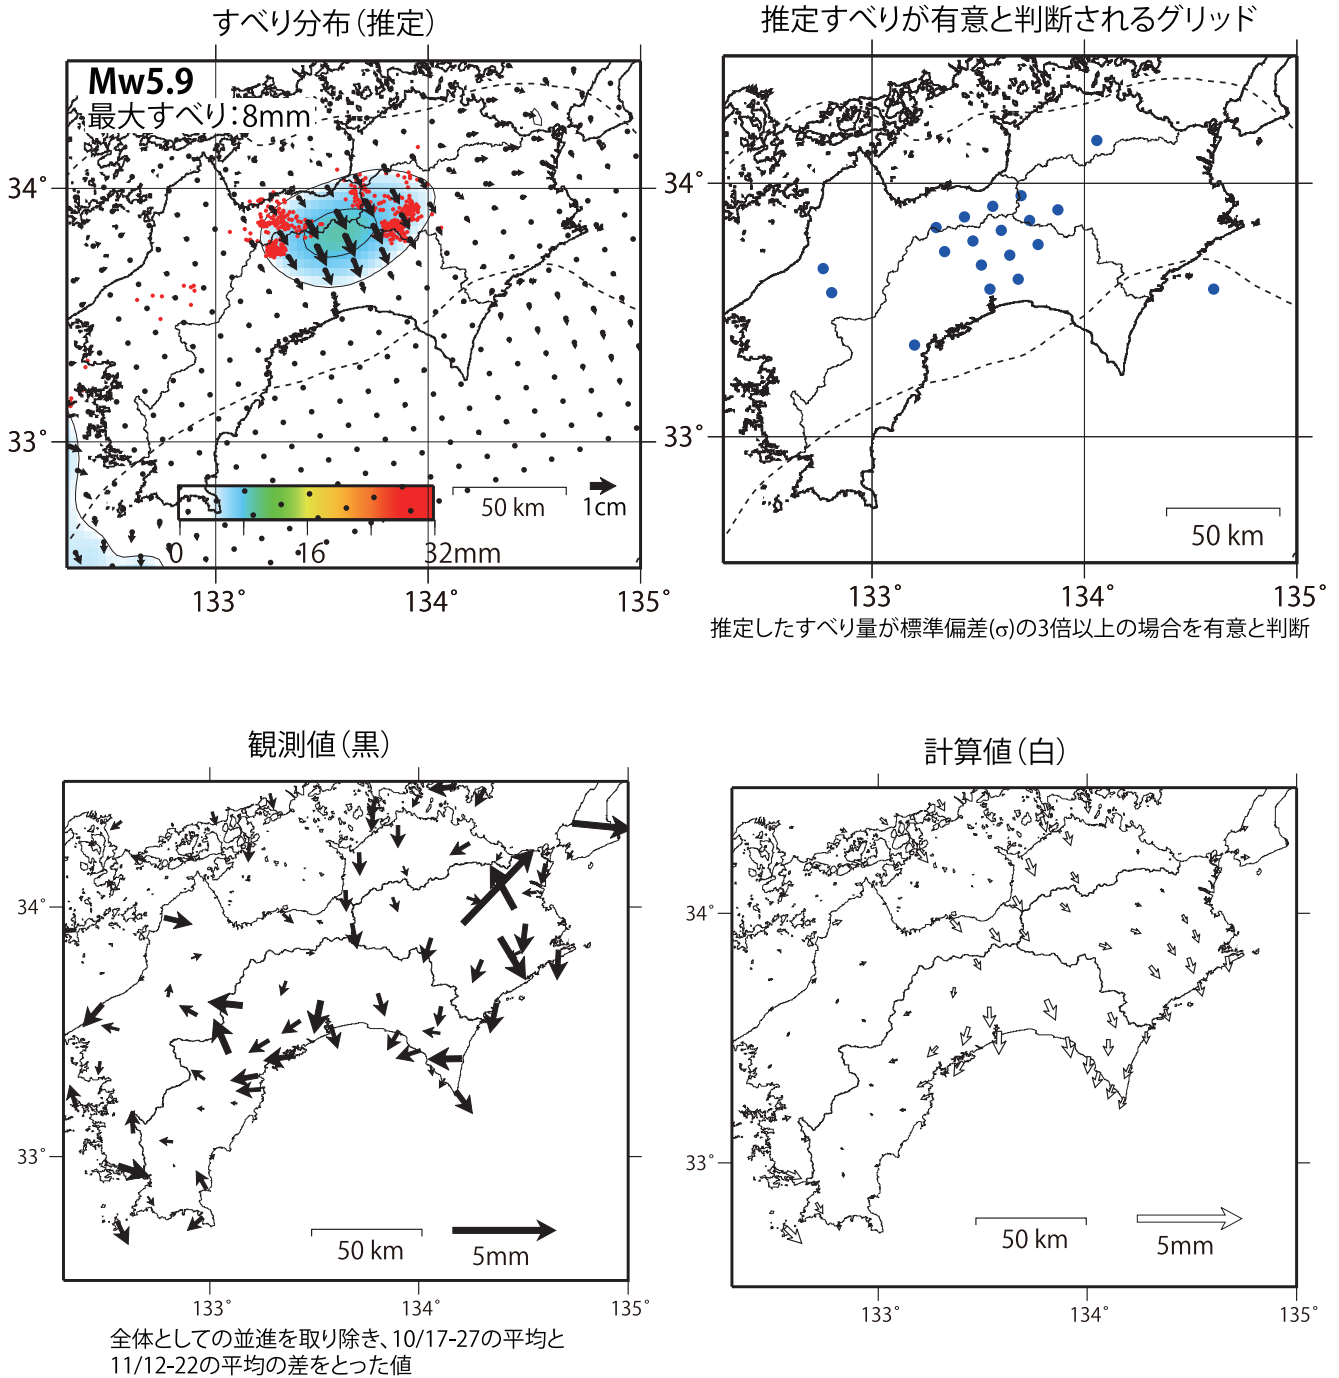 すべり分布(推定)
Mw5.9
最大すべり:8mm
34°
33°
50 km
1cm
0
16
32mm
133°
134°
135°
推定すべりが有意と判断されるグリッド
34°
33°
50 km
133°
134°
135°
推定したすべり量が標準偏差(σ)の3倍以上の場合を有意と判断
観測値(黒)
34°
33°
50 km
5mm
133°
134°
135°
全体としての並進を取り除き、10/17-27の平均と
11/12-22の平均の差をとった値
計算値(白)
34°
33°
50 km
5mm
133°
134°
135°